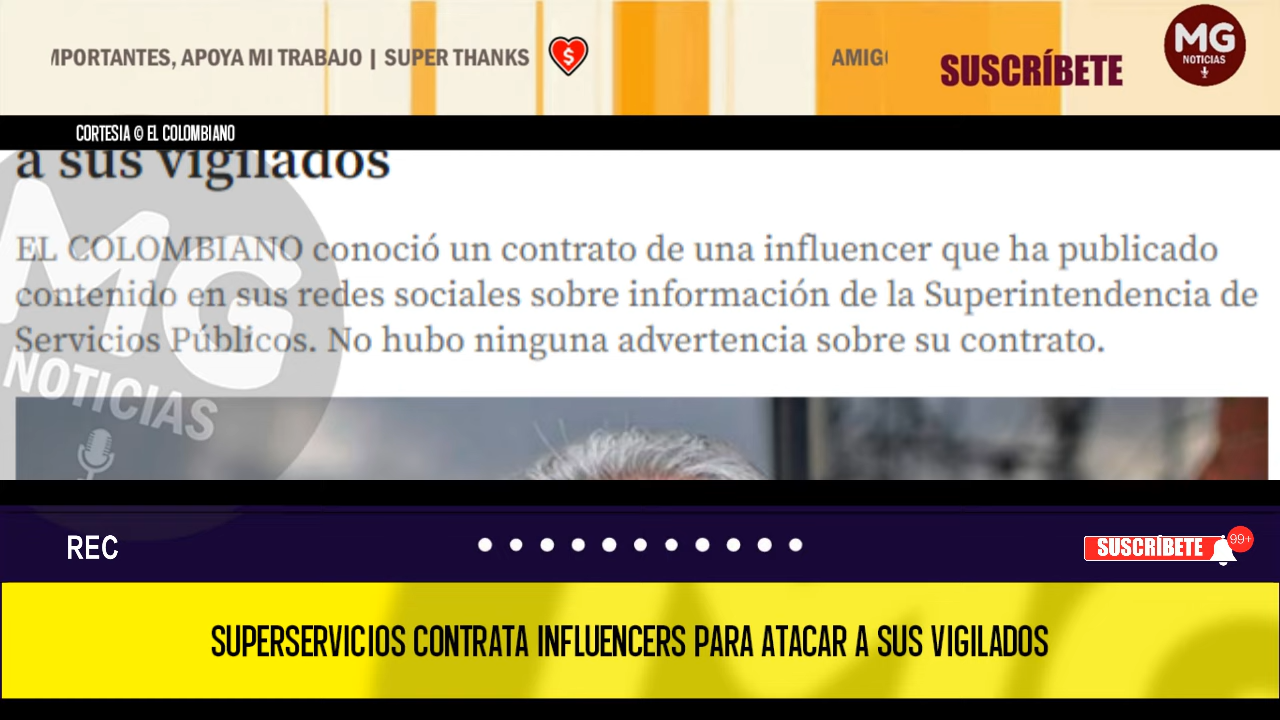 MPORTANTES, APOYA MI TRABAJO | SUPER THANKS
$
SUSCRÍBETE
MG
NOTICIAS
CORTESIA © EL COLOMBIANO
a sus vigilados
EL COLOMBIANO conoció un contrato de una influencer que ha publicado
contenido en sus redes sociales sobre información de la Superintendencia de
Servicios Públicos. No hubo ninguna advertencia sobre su contrato.
MG
NOTICIAS
REC
SUSCRÍBETE
99+
SUPERSERVICIOS CONTRATA INFLUENCERS PARA ATACAR A SUS VIGILADOS